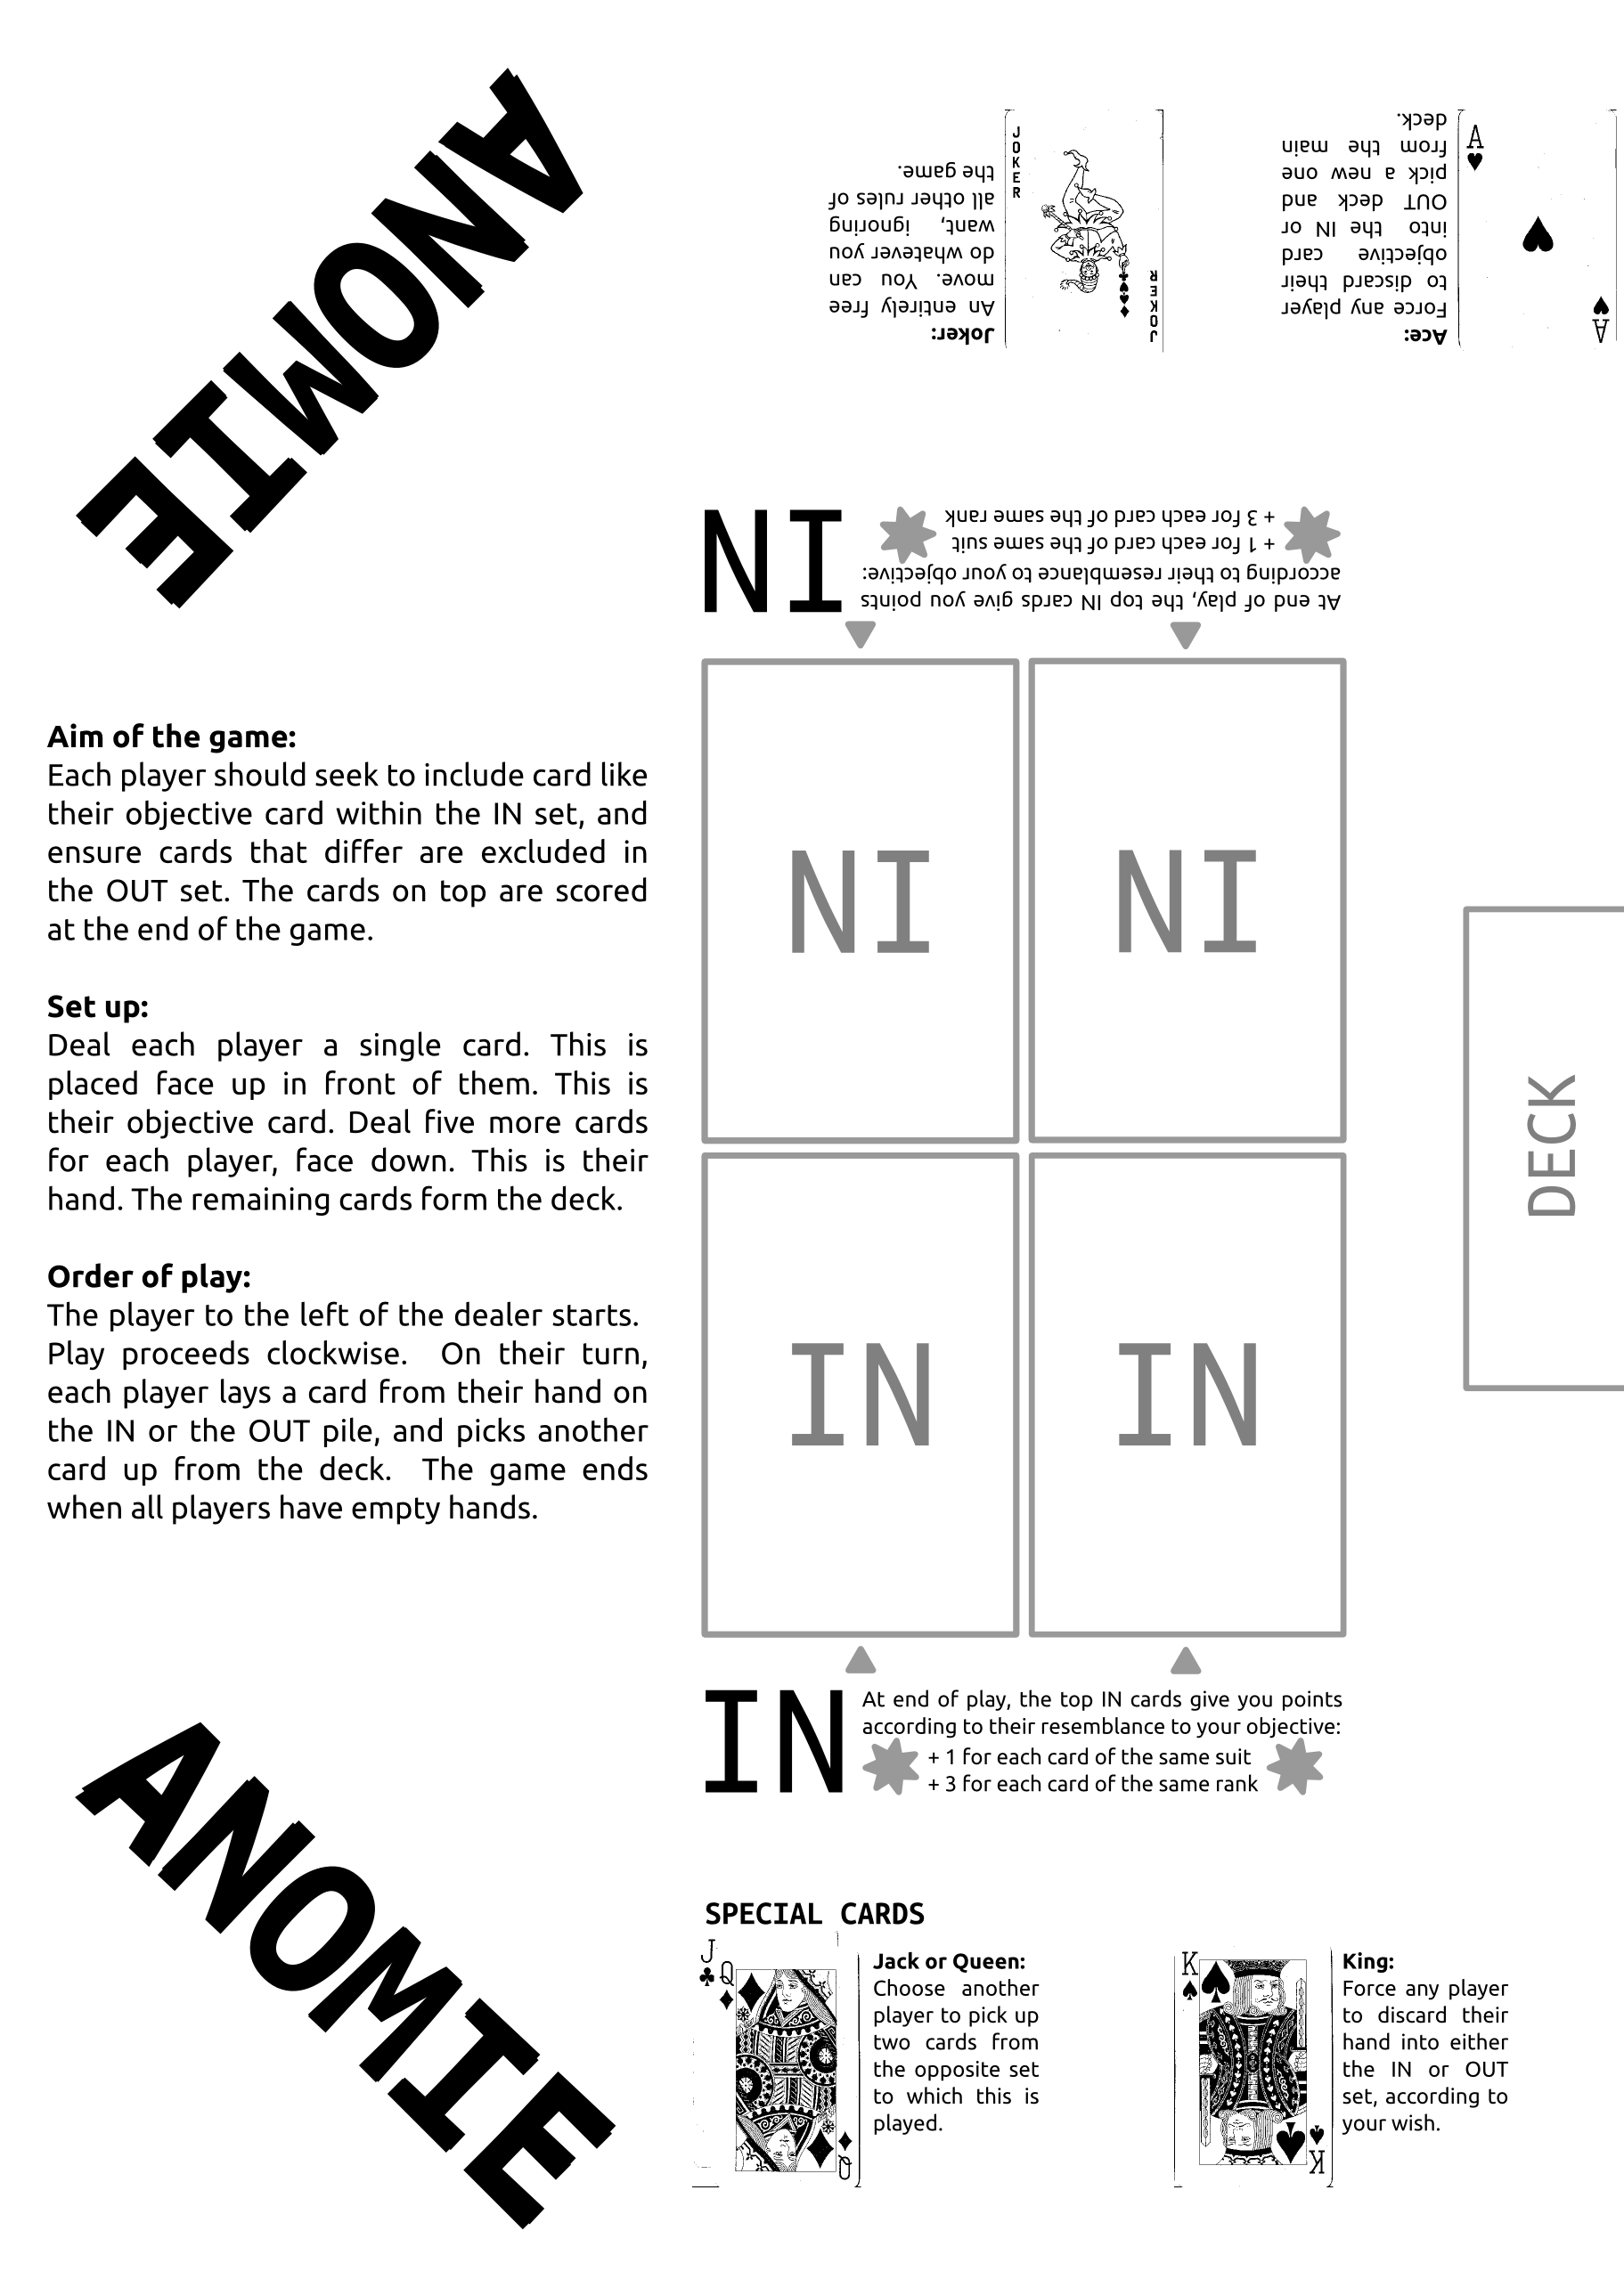 ANOMIE
Joker:
An entirely free
move. You can
do whatever you
want, ignoring
all other rules of
the game.
JOKER
JOKER
Ace:
Force any player
to discard their
objective card
into the IN or
OUT deck and
pick a new one
from the main
deck.
A
A
IN
At end of play, the top IN cards give you points
according to their resemblance to your objective:
+ 1 for each card of the same suit
+ 3 for each card of the same rank
Aim of the game:
Each player should seek to include card like
their objective card within the IN set, and
ensure cards that differ are excluded in
the OUT set. The cards on top are scored
at the end of the game.
Set up:
Deal each player a single card. This is
placed face up in front of them. This is
their objective card. Deal five more cards
for each player, face down. This is their
hand. The remaining cards form the deck.
Order of play:
The player to the left of the dealer starts.
Play proceeds clockwise. On their turn,
each player lays a card from their hand on
the IN or the OUT pile, and picks another
card up from the deck. The game ends
when all players have empty hands.
IN
IN
IN
IN
DECK
IN
At end of play, the top IN cards give you points
according to their resemblance to your objective:
+ 1 for each card of the same suit
+ 3 for each card of the same rank
ANOMIE
SPECIAL CARDS
J
Q
Q
Jack or Queen:
Choose another
player to pick up
two cards from
the opposite set
to which this is
played.
K
K
King:
Force any player
to discard their
hand into either
the IN or OUT
set, according to
your wish.